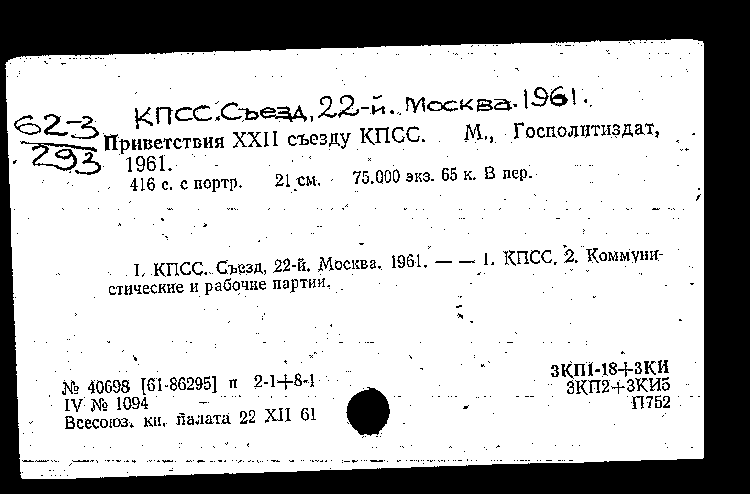 КПСС. Съезд, 22-й. Москва. 1961.
62-3
293
Приветствия XXII съезду КПСС. М., Госполитиздат,
1961.
416 с. с портр. 21 см. 75.000 экз. 65 к. В пер.
I. КПСС. Съезд, 22-й. Москва. 1961. — — 1. КПСС. 2. Коммуни-
стические и рабочие партии.
№ 40698 [61-86295] п 2-1+8-1
IV № 1094
Всесоюз. кн. палата 22 XII 61
3КП1-18+3КИ
3КП2+3КИ5
П752